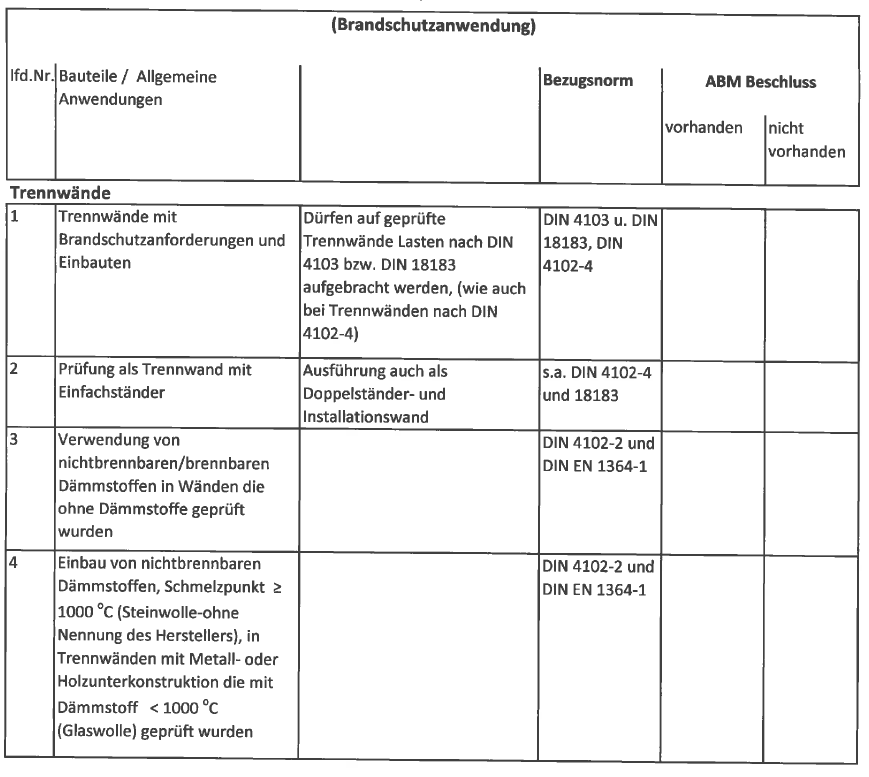 (Brandschutzanwendung)
lfd.Nr. Bauteile / Allgemeine Anwendungen
Bezugsnorm
ABM Beschluss
vorhanden
nicht vorhanden
Trennwände
1
Trennwände mit
Brandschutzanforderungen und
Einbauten
Dürfen auf geprüfte
Trennwände Lasten nach DIN
4103 bzw. DIN 18183
aufgebracht werden, (wie auch
bei Trennwänden nach DIN
4102-4)
DIN 4103 u. DIN
18183, DIN
4102-4
2
Prüfung als Trennwand mit
Einfachständer
Ausführung auch als
Doppelständer- und
Installationswand
s.a. DIN 4102-4
und 18183
3
Verwendung von
nichtbrennbaren/brennbaren
Dämmstoffen in Wänden die
ohne Dämmstoffe geprüft
wurden
DIN 4102-2 und
DIN EN 1364-1
4
Einbau von nichtbrennbaren
Dämmstoffen, Schmelzpunkt ≥
1000 °C (Steinwolle-ohne
Nennung des Herstellers), in
Trennwänden mit Metall- oder
Holzunterkonstruktion die mit
Dämmstoff < 1000 °C
(Glaswolle) geprüft wurden
DIN 4102-2 und
DIN EN 1364-1